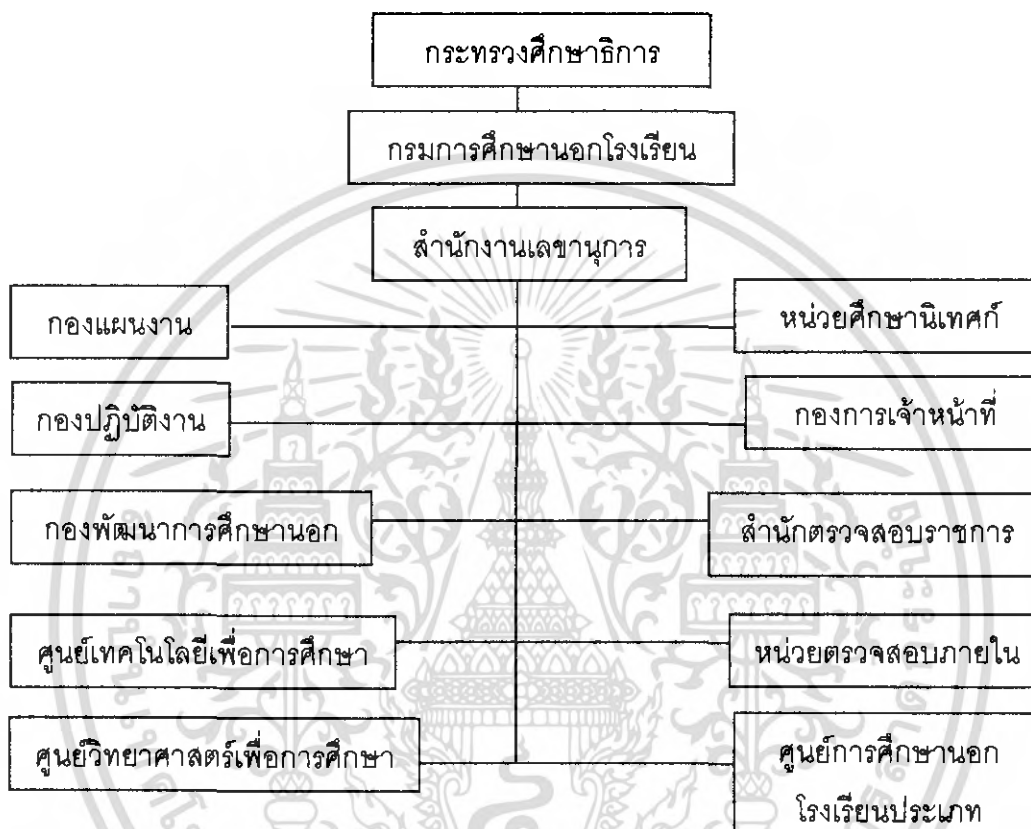 กระทรวงศึกษาธิการ
กรมการศึกษานอกโรงเรียน
สำนักงานเลขานุการ
กองแผนงาน
หน่วยศึกษานิเทศก์
กองปฏิบัติงาน
กองการเจ้าหน้าที่
กองพัฒนาการศึกษานอก
สำนักตรวจสอบราชการ
ศูนย์เทคโนโลยีเพื่อการศึกษา
หน่วยตรวจสอบภายใน
ศูนย์วิทยาศาสตร์เพื่อการศึกษา
ศูนย์การศึกษานอก
โรงเรียนประเภท